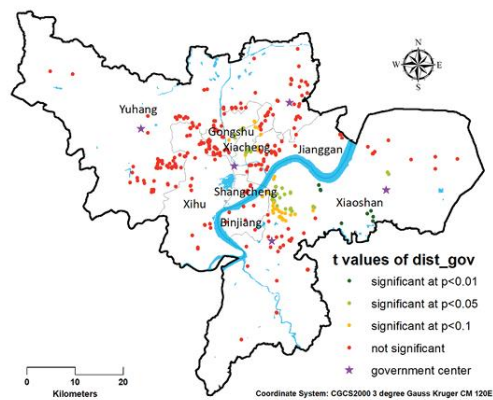 N
W E
S
Yuhang
Gongshu
Xiacheng
Jianggan
Shangcheng
Xihu
Xiaoshan
Binjiang
t values of dist_gov
significant at p<0.01
significant at p<0.05
significant at p<0.1
not significant
government center
0 10 20
Kilometers
Coordinate System: CGCS2000 3 degree Gauss Kruger CM 120E